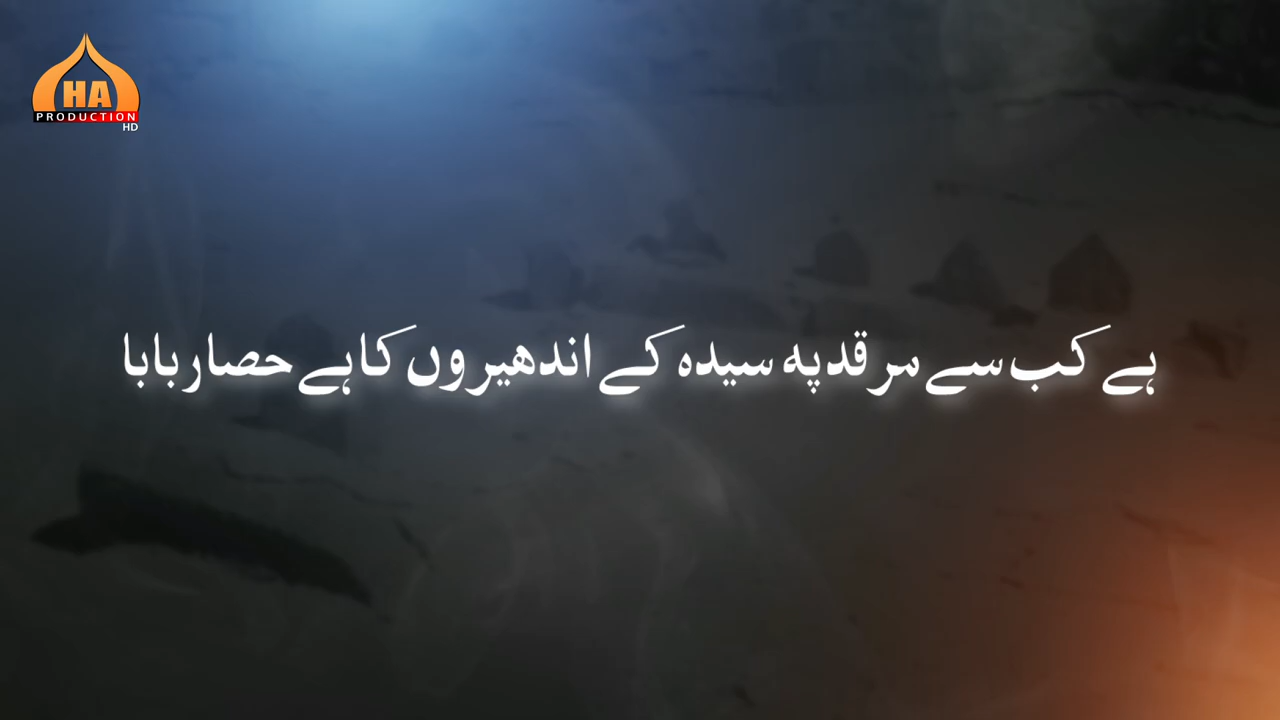 HA
PRODUCTION
HD
ہے کب سے مرقد پہ سیدہ کے اندھیروں کا ہے حصار بابا